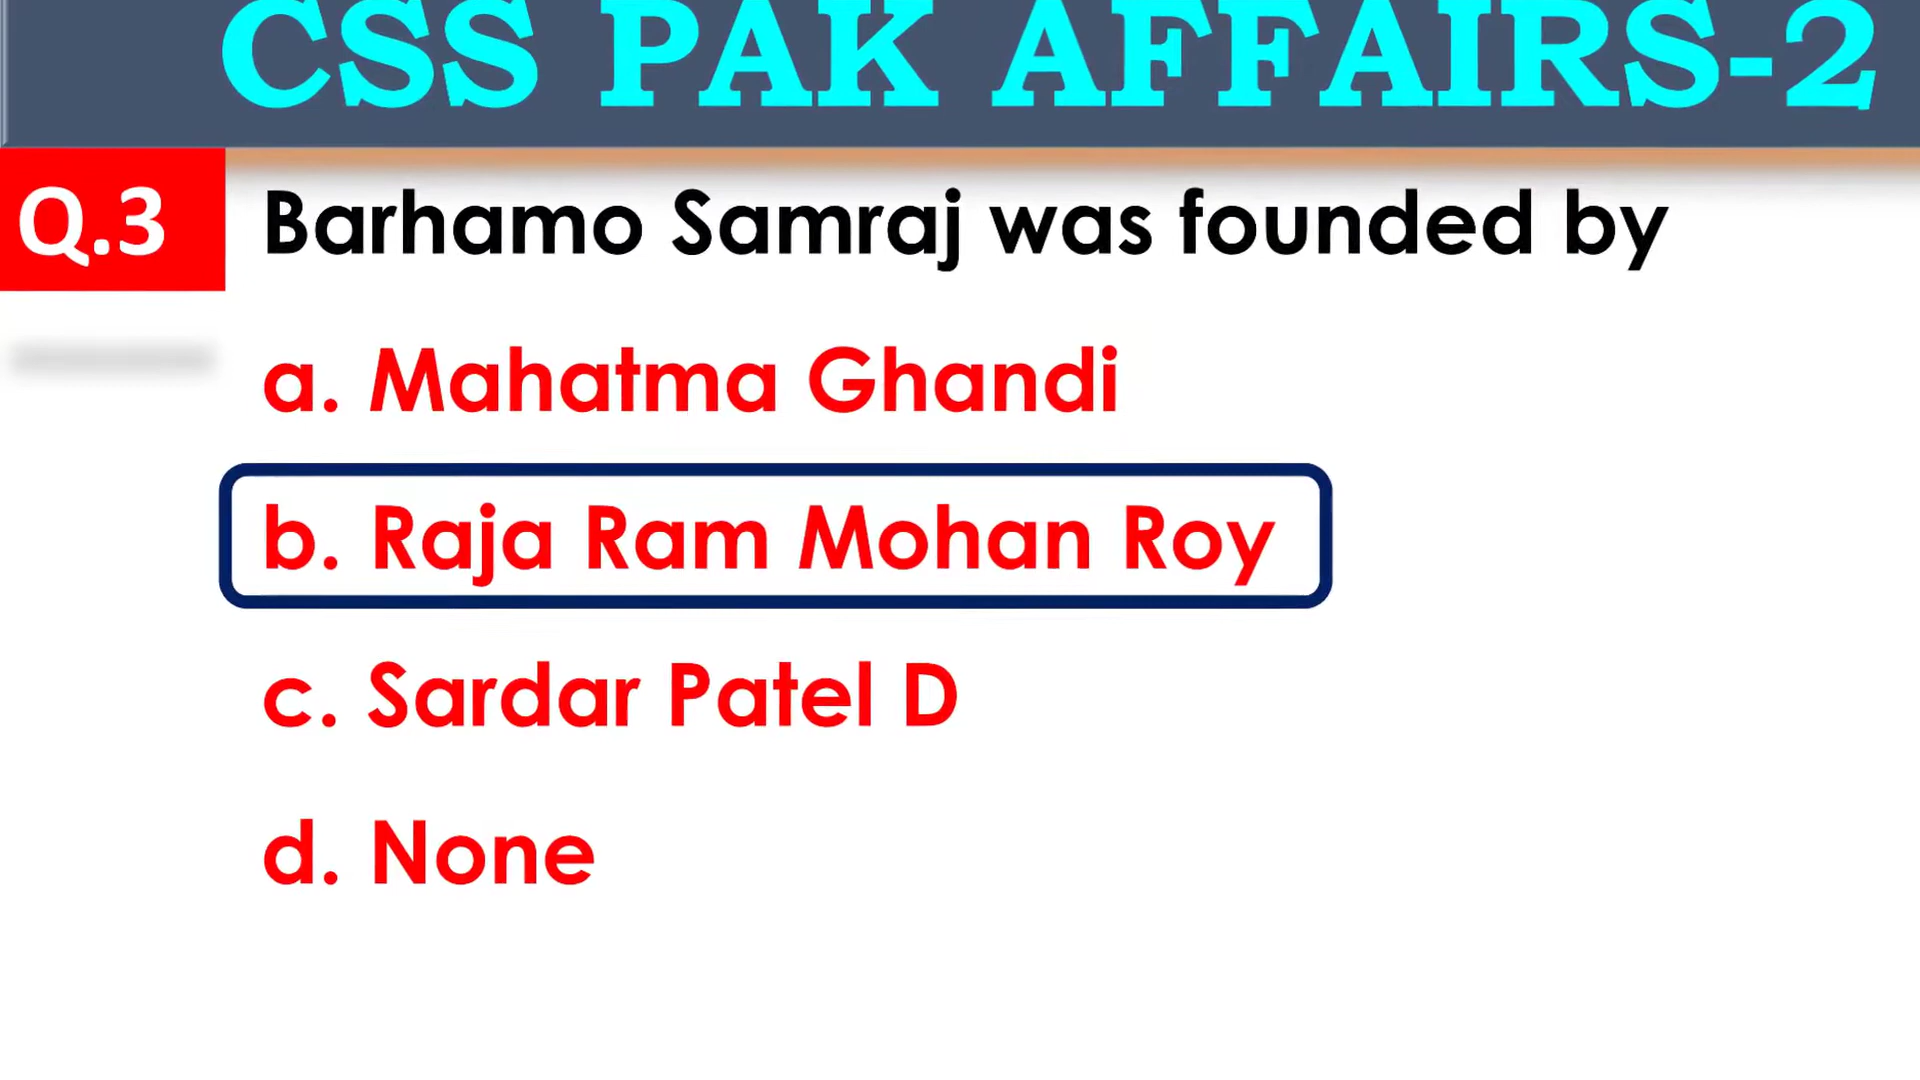 CSS PAK AFFAIRS-2
Q.3 Barhamo Samraj was founded by
a. Mahatma Ghandi
b. Raja Ram Mohan Roy
c. Sardar Patel D
d. None